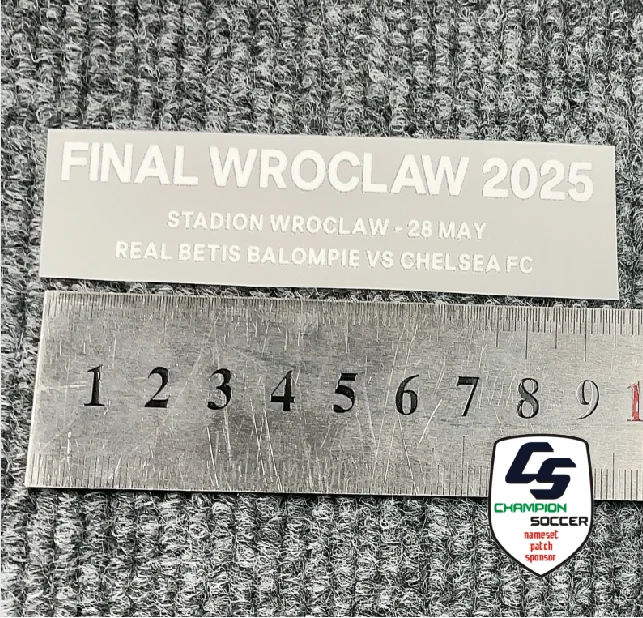 FINAL WROCLAW 2025
STADION WROCLAW - 28 MAY
REAL BETIS BALOMPIE VS CHELSEA FC
1 2 3 4 5 6 7 8 9 1
CS
CHAMPION
SOCCER
nameset
patch
sponsor